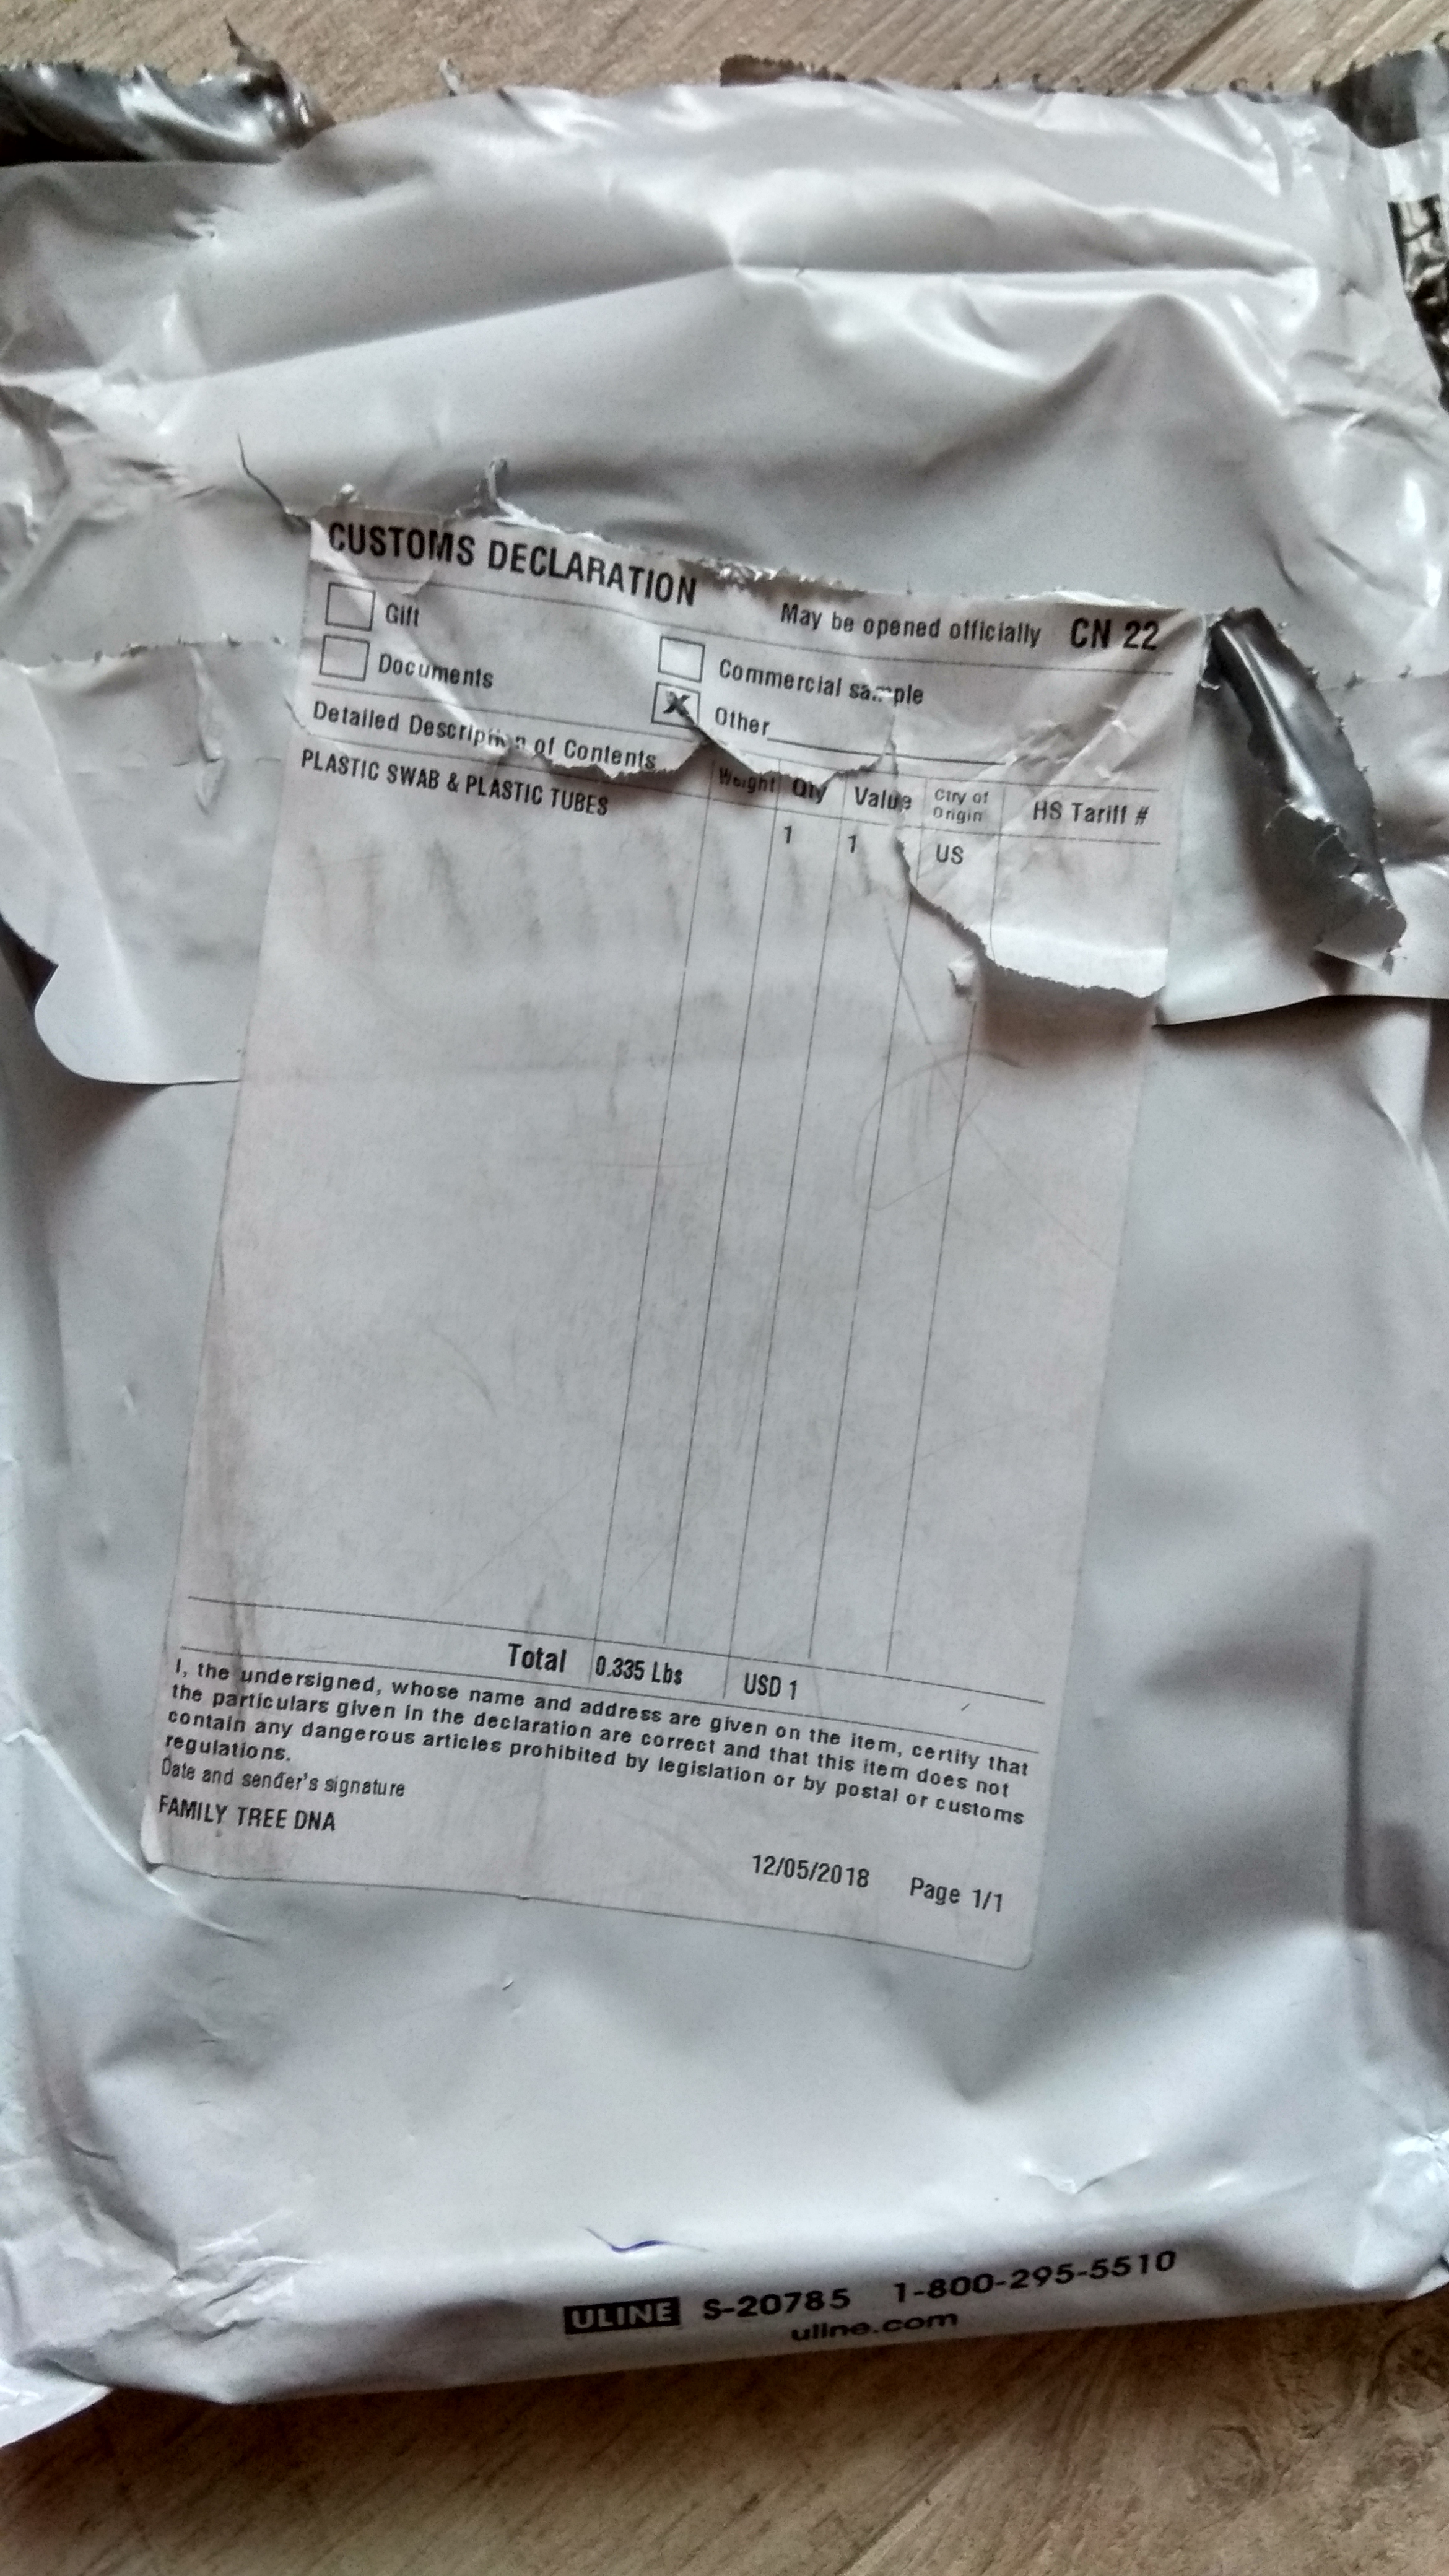 CUSTOMS DECLARATION
May be opened officially CN 22
Gift
Commercial sample
Documents
X Other
Detailed Description of Contents Weight Qty Value Ctry of Origin HS Tariff #
PLASTIC SWAB & PLASTIC TUBES 1 1 US
Total 0.335 Lbs USD 1
I, the undersigned, whose name and address are given on the item, certify that
the particulars given in the declaration are correct and that this item does not
contain any dangerous articles prohibited by legislation or by postal or customs
regulations.
Date and sender's signature
FAMILY TREE DNA
12/05/2018 Page 1/1
ULINE S-20785 1-800-295-5510
uline.com